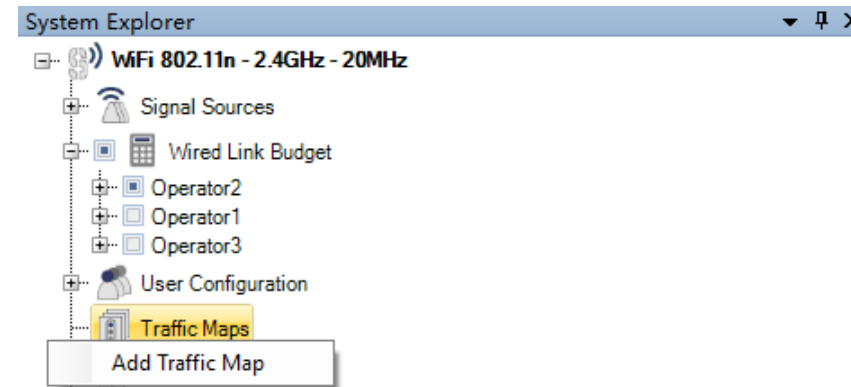 System Explorer
WiFi 802.11n - 2.4GHz - 20MHz
Signal Sources
Wired Link Budget
Operator2
Operator1
Operator3
User Configuration
Traffic Maps
Add Traffic Map